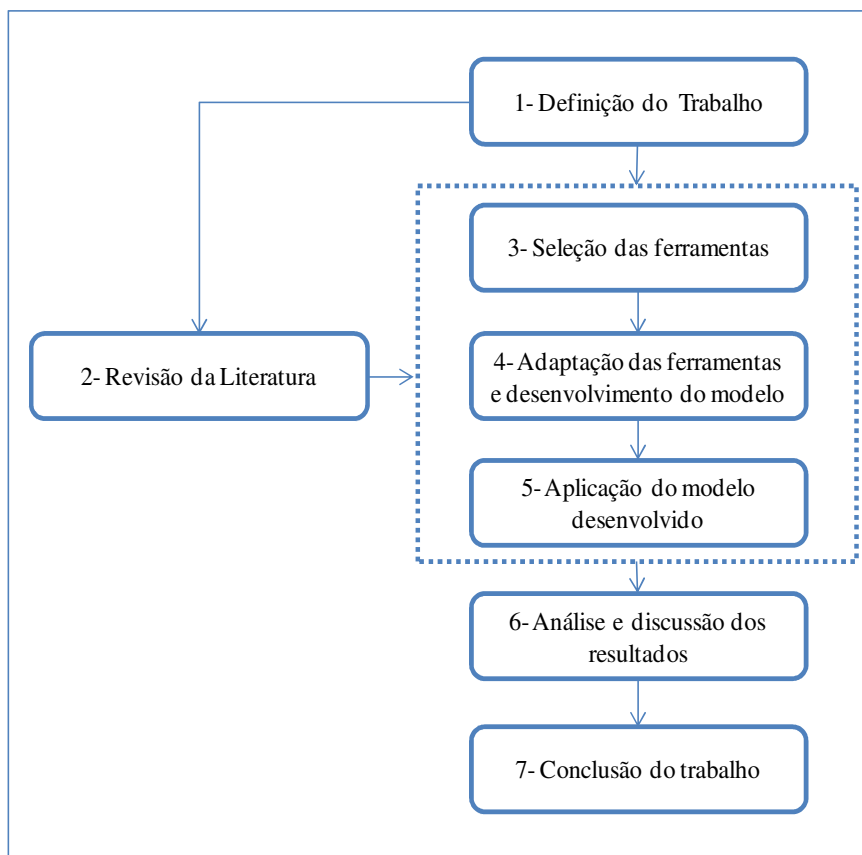 1- Definição do Trabalho
2- Revisão da Literatura
3- Seleção das ferramentas
4- Adaptação das ferramentas
e desenvolvimento do modelo
5- Aplicação do modelo
desenvolvido
6- Análise e discussão dos
resultados
7- Conclusão do trabalho